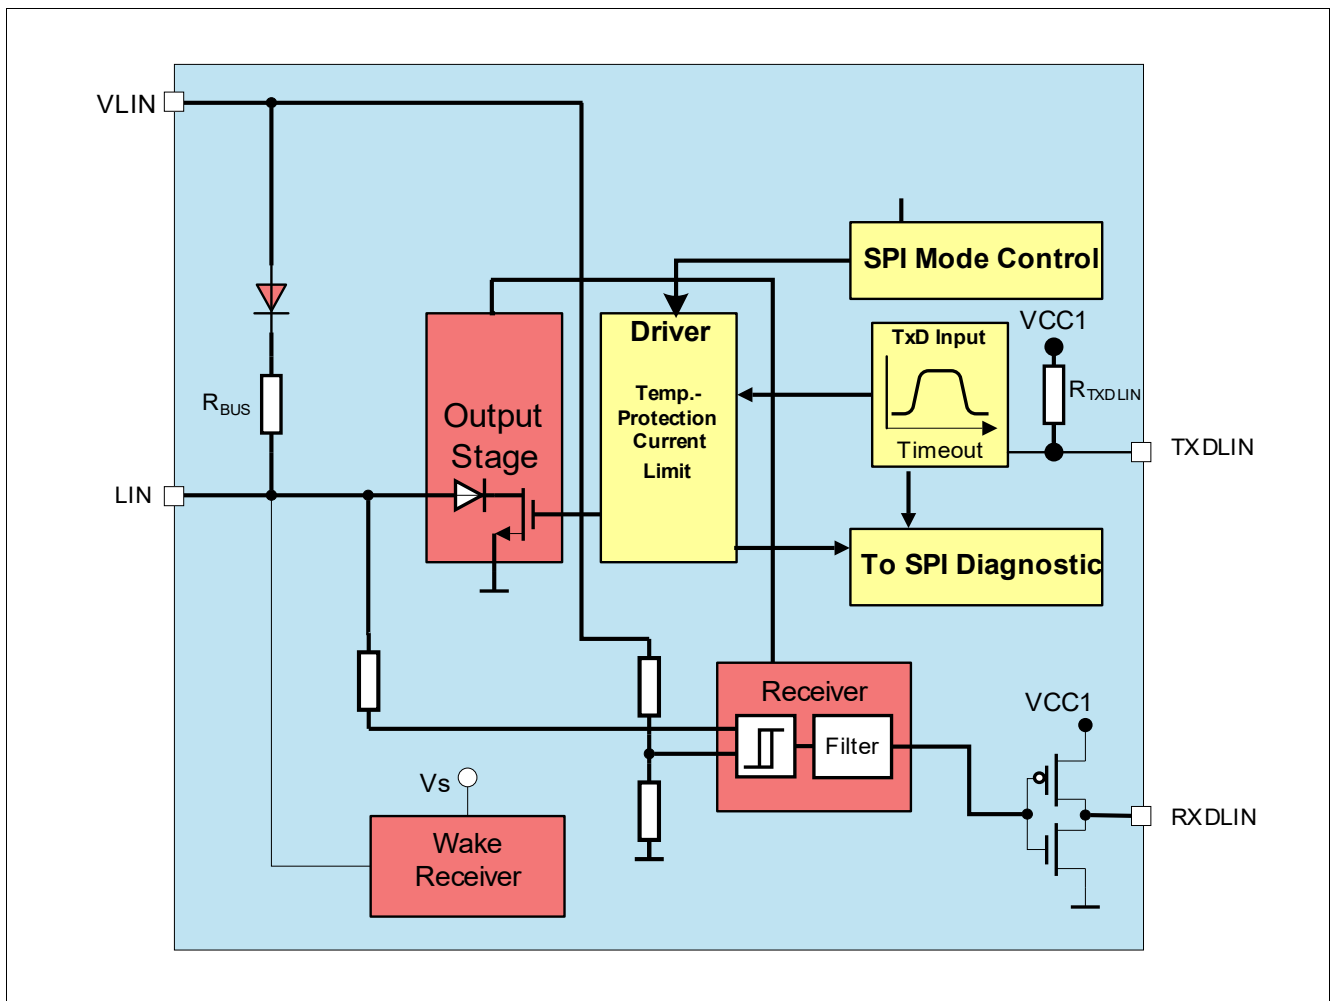 VLIN
SPI Mode Control
VCC1
Driver
TxD Input
Temp.-
Protection
Current
Limit
RTXDLIN
RBUS
Output
Stage
Timeout
TXDLIN
LIN
To SPI Diagnostic
Receiver
VCC1
Filter
Vs
RXDLIN
Wake
Receiver